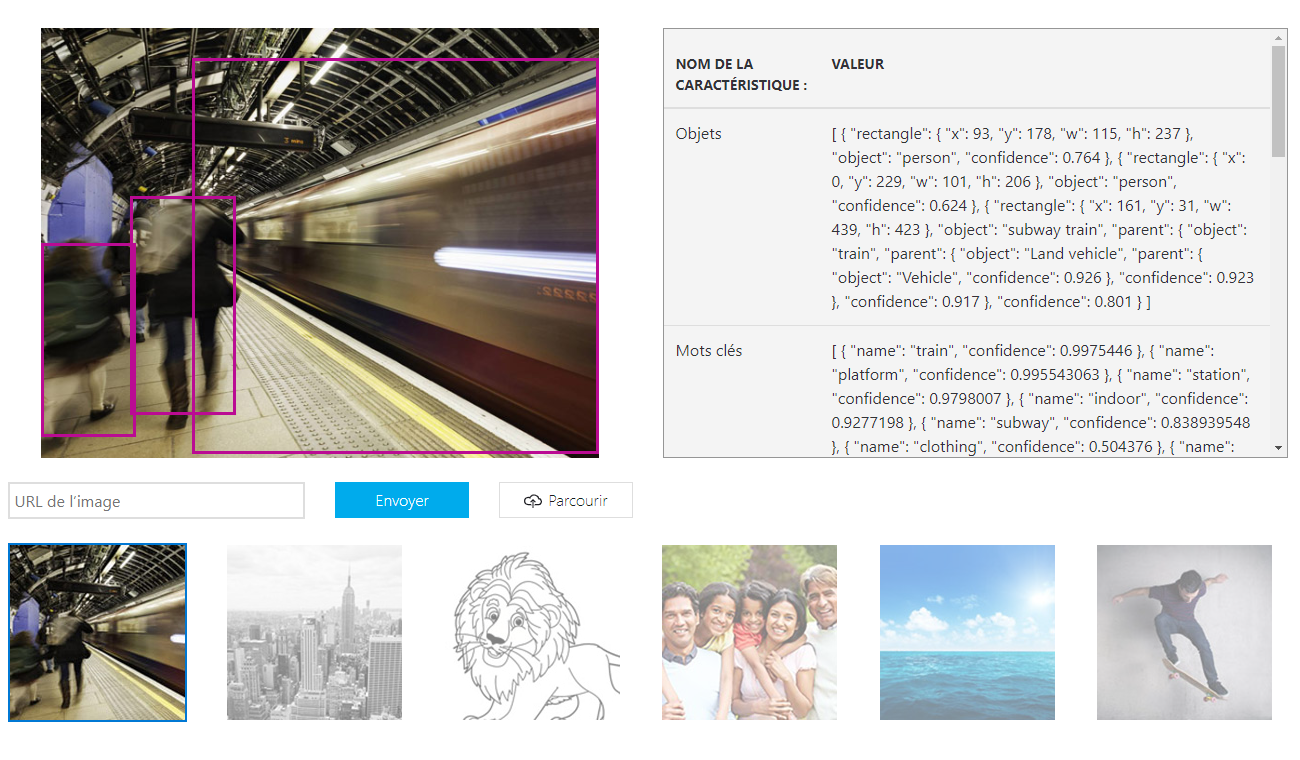 NOM DE LA
CARACTÉRISTIQUE :
VALEUR
Objets
[ { "rectangle": { "x": 93, "y": 178, "w": 115, "h": 237 },
"object": "person", "confidence": 0.764 }, { "rectangle": { "x":
0, "y": 229, "w": 101, "h": 206 }, "object": "person",
"confidence": 0.624 }, { "rectangle": { "x": 161, "y": 31, "w":
439, "h": 423 }, "object": "subway train", "parent": { "object":
"train", "parent": { "object": "Land vehicle", "parent": {
"object": "Vehicle", "confidence": 0.926 }, "confidence": 0.923
}, "confidence": 0.917 }, "confidence": 0.801 } ]
Mots clés
[ { "name": "train", "confidence": 0.9975446 }, { "name":
"platform", "confidence": 0.995543063 }, { "name": "station",
"confidence": 0.9798007 }, { "name": "indoor", "confidence":
0.9277198 }, { "name": "subway", "confidence": 0.838939548
}, { "name": "clothing", "confidence": 0.504376 }, { "name":
URL de l'image
Envoyer
Parcourir